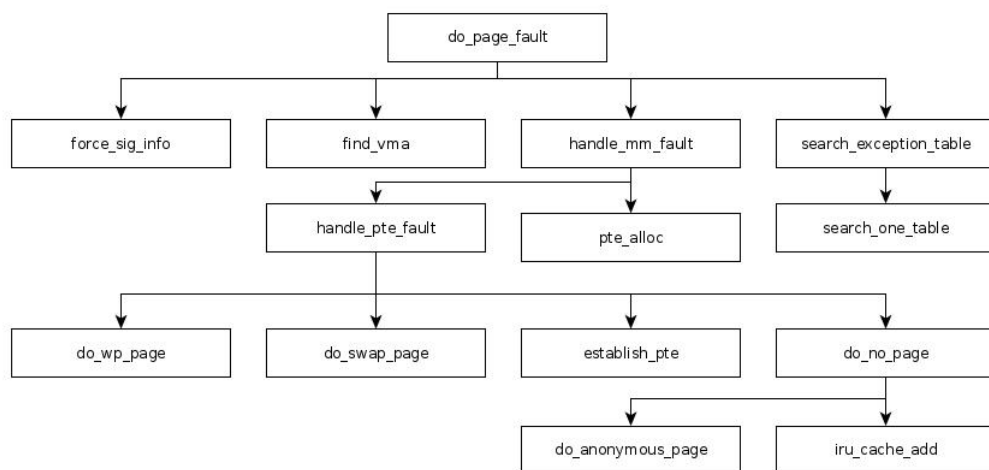 do_page_fault
force_sig_info
find_vma
handle_mm_fault
search_exception_table
handle_pte_fault
pte_alloc
search_one_table
do_wp_page
do_swap_page
establish_pte
do_no_page
do_anonymous_page
iru_cache_add